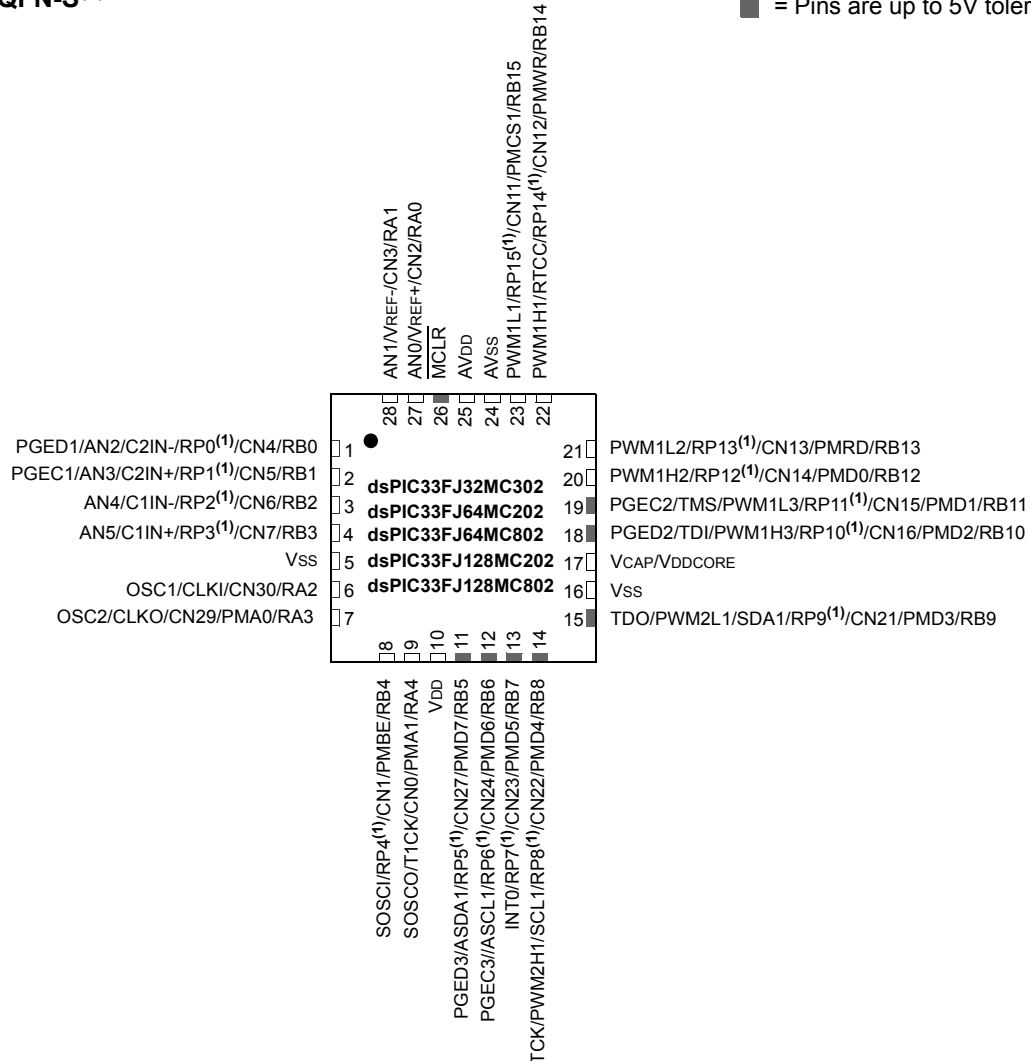 = Pins are up to 5V toler
AN1/VREF-/CN3/RA1
AN0/VREF+/CN2/RA0
MCLR
AVDD
AVSS
PWM1L1/RP15(1)/CN11/PMCS1/RB15
PWM1H1/RTCC/RP14(1)/CN12/PMWR/RB14
28
27
26
25
24
23
22
PGED1/AN2/C2IN-/RP0(1)/CN4/RB0 1
PGEC1/AN3/C2IN+/RP1(1)/CN5/RB1 2
AN4/C1IN-/RP2(1)/CN6/RB2 3
AN5/C1IN+/RP3(1)/CN7/RB3 4
VSS 5
OSC1/CLKI/CN30/RA2 6
OSC2/CLKO/CN29/PMA0/RA3 7
dsPIC33FJ32MC302
dsPIC33FJ64MC202
dsPIC33FJ64MC802
dsPIC33FJ128MC202
dsPIC33FJ128MC802
21 PWM1L2/RP13(1)/CN13/PMRD/RB13
20 PWM1H2/RP12(1)/CN14/PMD0/RB12
19 PGEC2/TMS/PWM1L3/RP11(1)/CN15/PMD1/RB11
18 PGED2/TDI/PWM1H3/RP10(1)/CN16/PMD2/RB10
17 VCAP/VDDCORE
16 VSS
15 TDO/PWM2L1/SDA1/RP9(1)/CN21/PMD3/RB9
8
9
10
11
12
13
14
SOSCI/RP4(1)/CN1/PMBE/RB4
SOSCO/T1CK/CN0/PMA1/RA4
VDD
PGED3/ASDA1/RP5(1)/CN27/PMD7/RB5
PGEC3//ASCL1/RP6(1)/CN24/PMD6/RB6
INT0/RP7(1)/CN23/PMD5/RB7
TCK/PWM2H1/SCL1/RP8(1)/CN22/PMD4/RB8